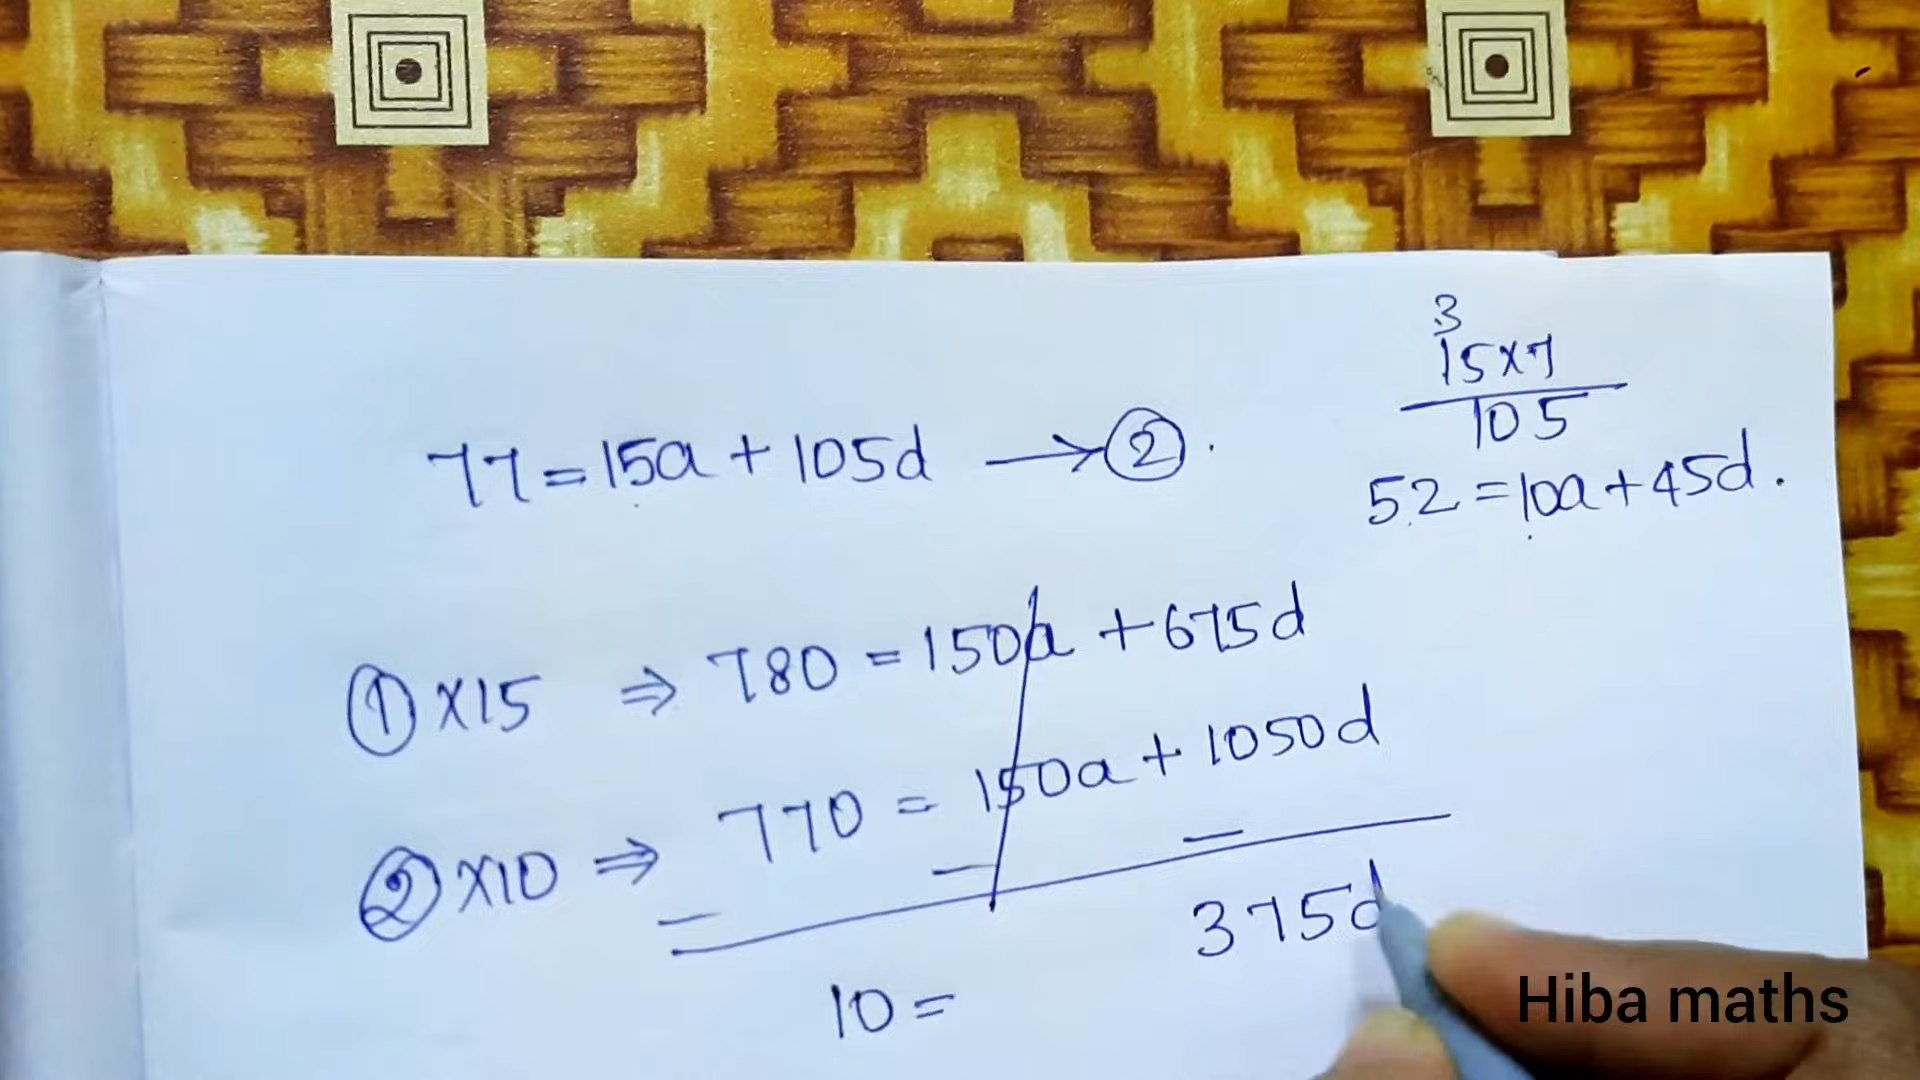 3
15×7
105
77=15a+105d → ②.
52=10a+45d.
①×15 ⇒ 780=150a+675d
②×10 ⇒ 770=150a+1050d
— — —
10= 375d
Hiba maths